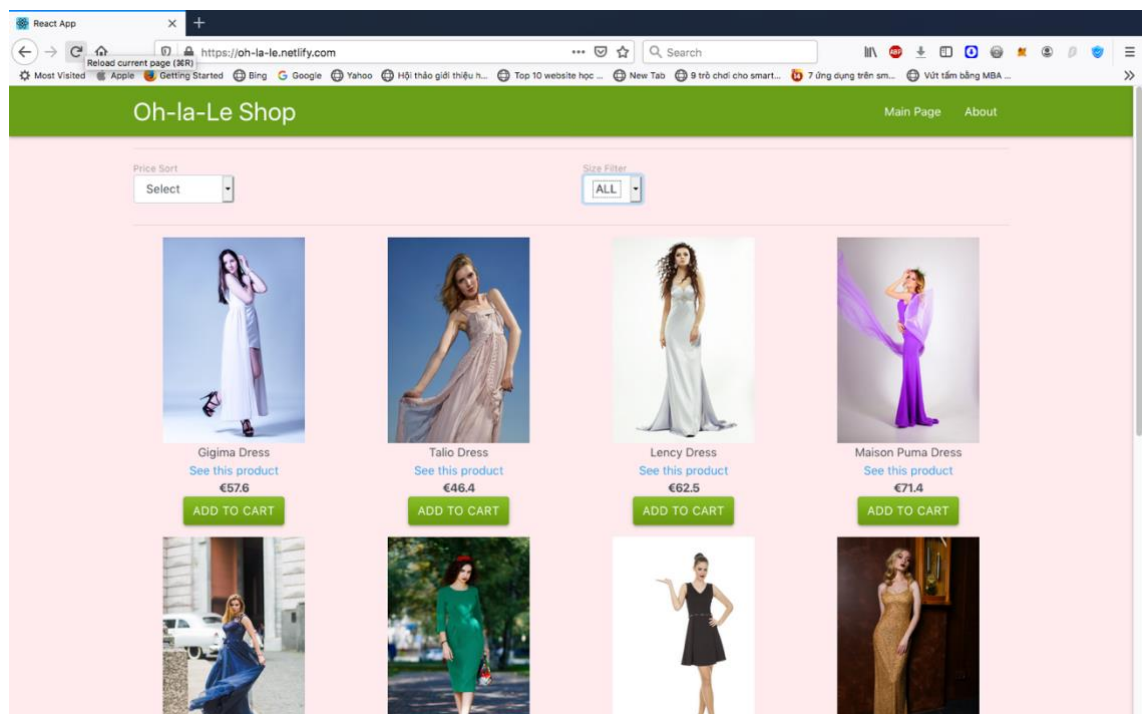 React App
https://oh-la-le.netlify.com
Search
Reload current page (⌘R)
Most Visited Apple Getting Started Bing Google Yahoo Hội thảo giới thiệu h... Top 10 website học ... New Tab 9 trò chơi cho smart... 7 ứng dụng trên sm... Vứt tấm bằng MBA ...
Oh-la-Le Shop
Main Page About
Price Sort Size Filter
Select ALL
Gigima Dress Talio Dress Lency Dress Maison Puma Dress
See this product See this product See this product See this product
€57.6 €46.4 €62.5 €71.4
ADD TO CART ADD TO CART ADD TO CART ADD TO CART